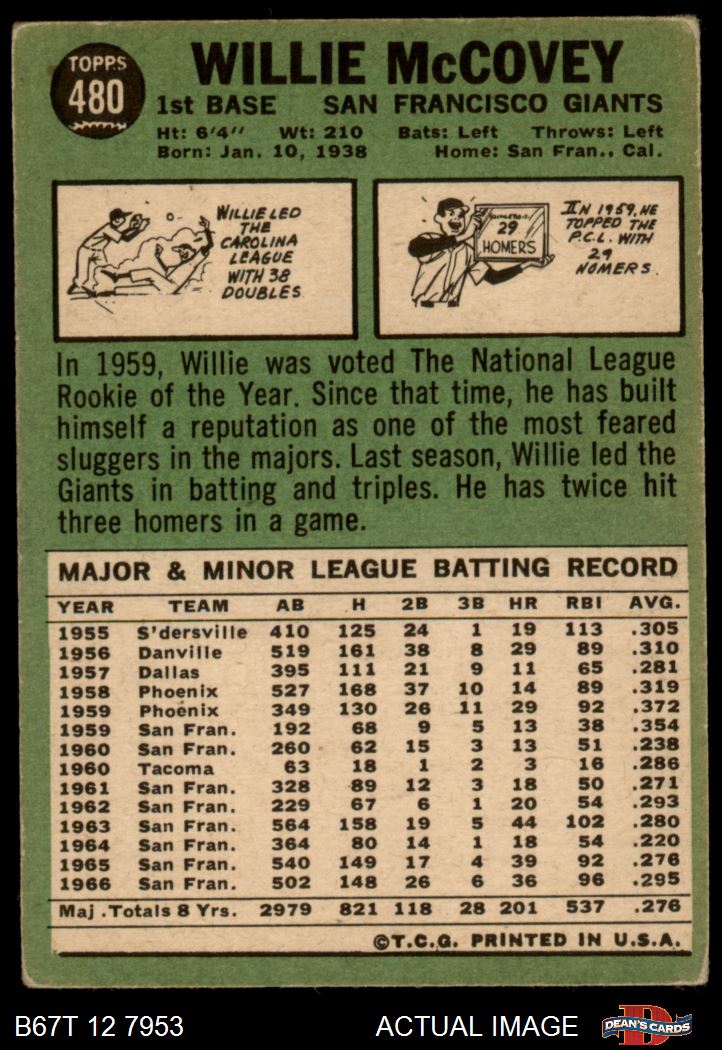 TOPPS
480
WILLIE McCOVEY
1st BASE SAN FRANCISCO GIANTS
Ht: 6'4" Wt: 210 Bats: Left Throws: Left
Born: Jan. 10, 1938 Home: San Fran., Cal.
WILLIE LED
THE
CAROLINA
LEAGUE
WITH 38
DOUBLES
29
HOMERS
IN 1959, HE
TOPPED THE
P.C.L. WITH
29
HOMERS.
In 1959, Willie was voted The National League
Rookie of the Year. Since that time, he has built
himself a reputation as one of the most feared
sluggers in the majors. Last season, Willie led the
Giants in batting and triples. He has twice hit
three homers in a game.
MAJOR & MINOR LEAGUE BATTING RECORD
YEAR TEAM AB H 2B 3B HR RBI AVG.
1955 S'dersville 410 125 24 1 19 113 .305
1956 Danville 519 161 38 8 29 89 .310
1957 Dallas 395 111 21 9 11 65 .281
1958 Phoenix 527 168 37 10 14 89 .319
1959 Phoenix 349 130 26 11 29 92 .372
1959 San Fran. 192 68 9 5 13 38 .354
1960 San Fran. 260 62 15 3 13 51 .238
1960 Tacoma 63 18 1 2 3 16 .286
1961 San Fran. 328 89 12 3 18 50 .271
1962 San Fran. 229 67 6 1 20 54 .293
1963 San Fran. 564 158 19 5 44 102 .280
1964 San Fran. 364 80 14 1 18 54 .220
1965 San Fran. 540 149 17 4 39 92 .276
1966 San Fran. 502 148 26 6 36 96 .295
Maj. Totals 8 Yrs. 2979 821 118 28 201 537 .276
©T.C.G. PRINTED IN U.S.A.
B67T 12 7953 ACTUAL IMAGE
DEAN'S CARDS